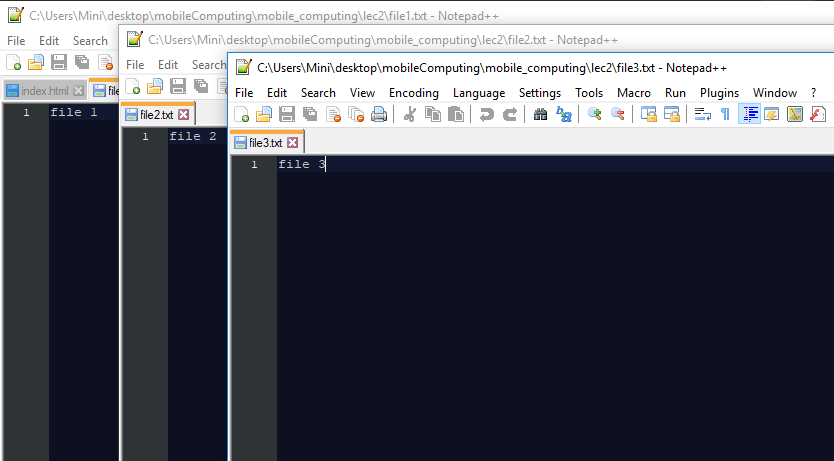 C:\Users\Mini\desktop\mobileComputing\mobile_computing\lec2\file1.txt - Notepad++
File Edit Search
index.html
1 file 1
C:\Users\Mini\desktop\mobileComputing\mobile_computing\lec2\file2.txt - Notepad++
File Edit Search
file2.txt
1 file 2
C:\Users\Mini\desktop\mobileComputing\mobile_computing\lec2\file3.txt - Notepad++
File Edit Search View Encoding Language Settings Tools Macro Run Plugins Window ?
file3.txt
1 file 3